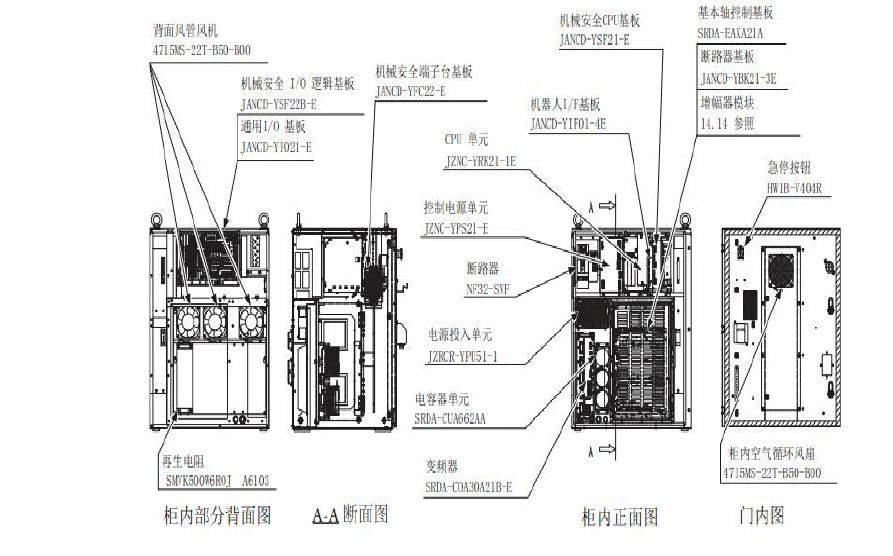 背面风管风机
4715MS-22T-B50-B00
机械安全 I/O 逻辑基板
JANCD-YSF22B-E
通用I/O 基板
JANCD-YIO21-E
机械安全端子台基板
JANCD-YFC22-E
机械安全CPU基板
JANCD-YSF21-E
基本轴控制基板
SRDA-EAXA21A
断路器基板
JANCD-YBK21-3E
增幅器模块
14.14 参照
机器人I/F基板
JANCD-YIF01-4E
CPU 单元
JZNC-YRK21-1E
控制电源单元
JZNC-YPS21-E
断路器
NF32-SVF
电源投入单元
JZRCR-YPU51-1
电容器单元
SRDA-CUA662AA
变频器
SRDA-COA30A21B-E
急停按钮
HW1B-V404R
A
A
再生电阻
SMVK500W6R0J A6103
柜内空气循环风扇
4715MS-22T-B50-B00
柜内部分背面图
A-A 断面图
柜内正面图
门内图